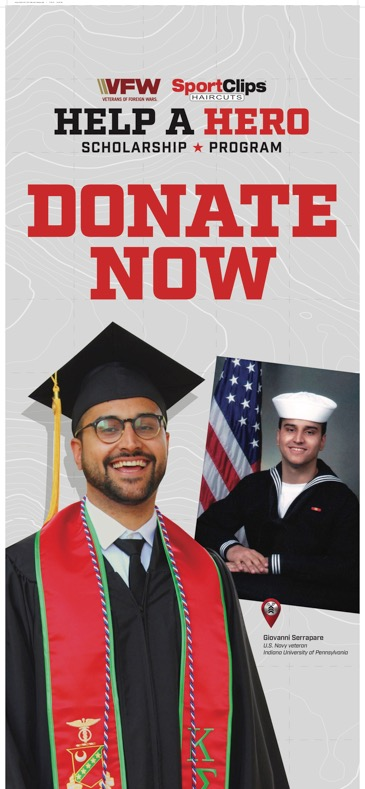 VFW
VETERANS OF FOREIGN WARS.
SportClips
HAIRCUTS
HELP A HERO
SCHOLARSHIP ★ PROGRAM
DONATE
NOW
Giovanni Serrapare
U.S. Navy veteran
Indiana University of Pennsylvania
ΚΣ